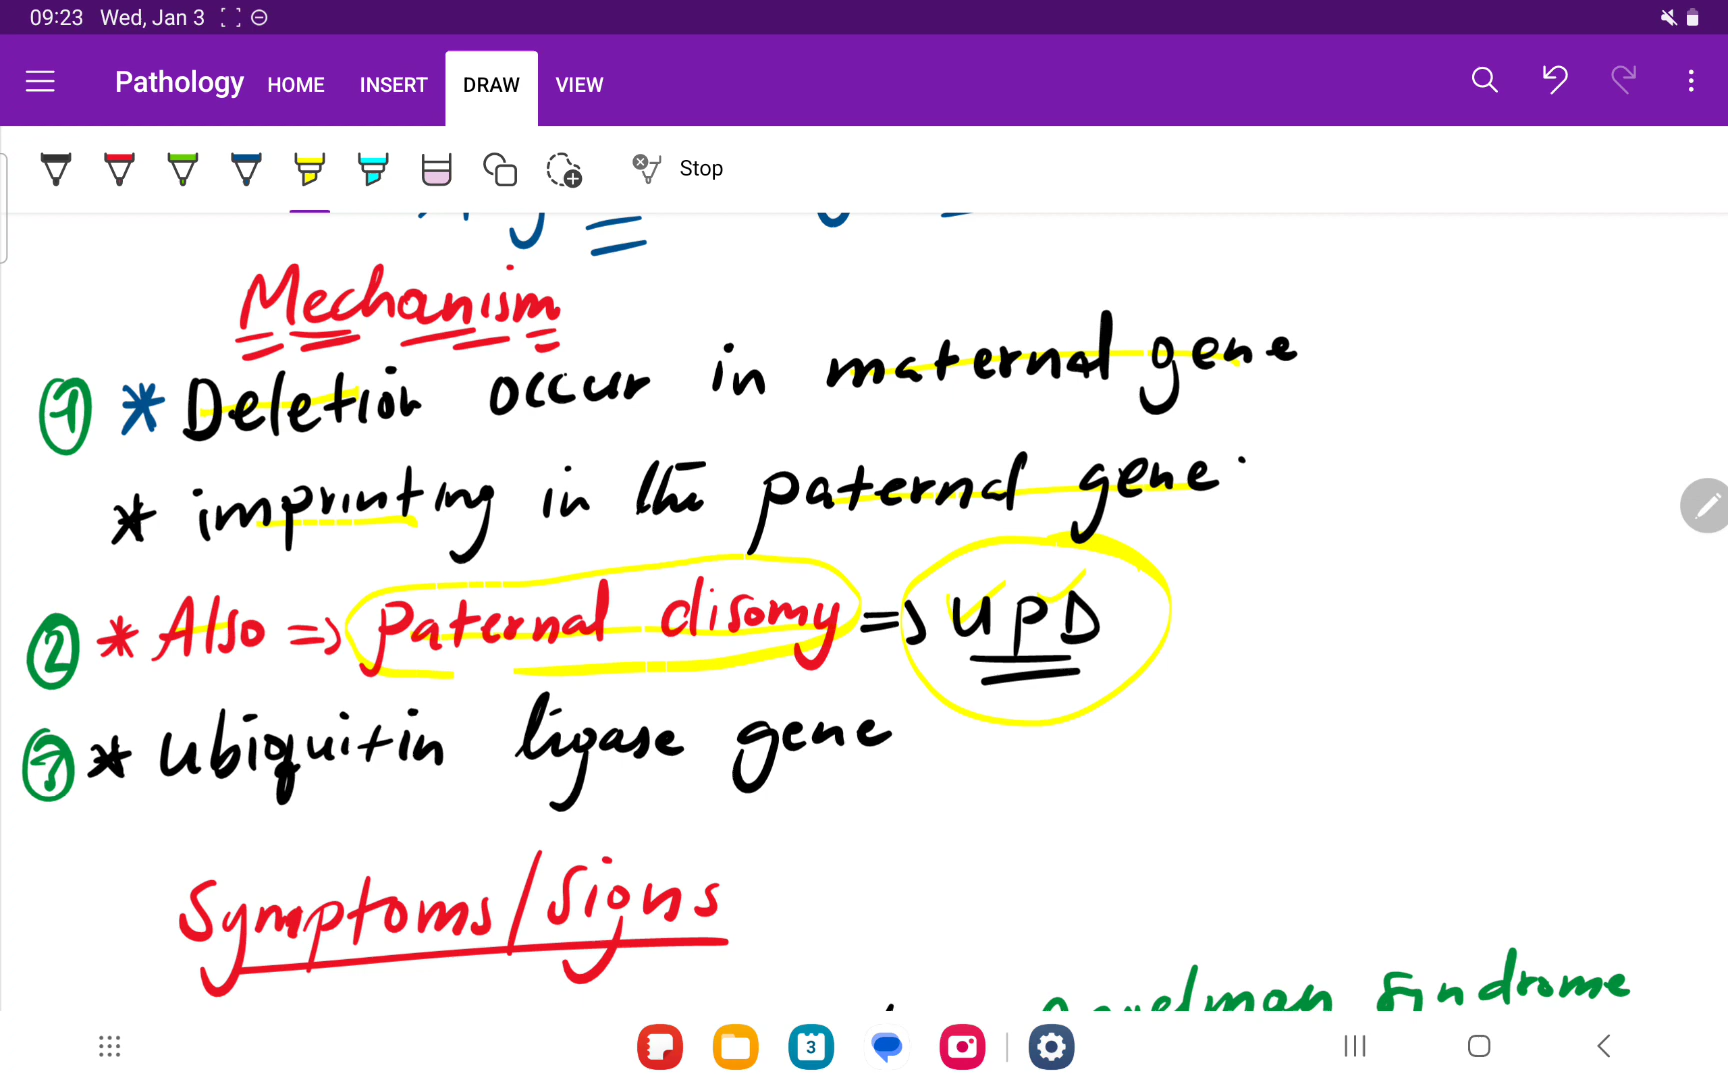 09:23 Wed, Jan 3
Pathology HOME INSERT DRAW VIEW
Stop
Mechanism
1 * Deletion occur in maternal gene
* imprinting in the paternal gene.
2 * Also => Paternal disomy => UPD
3 * Ubiquitin ligase gene
Symptoms/Signs
Syndrome
3